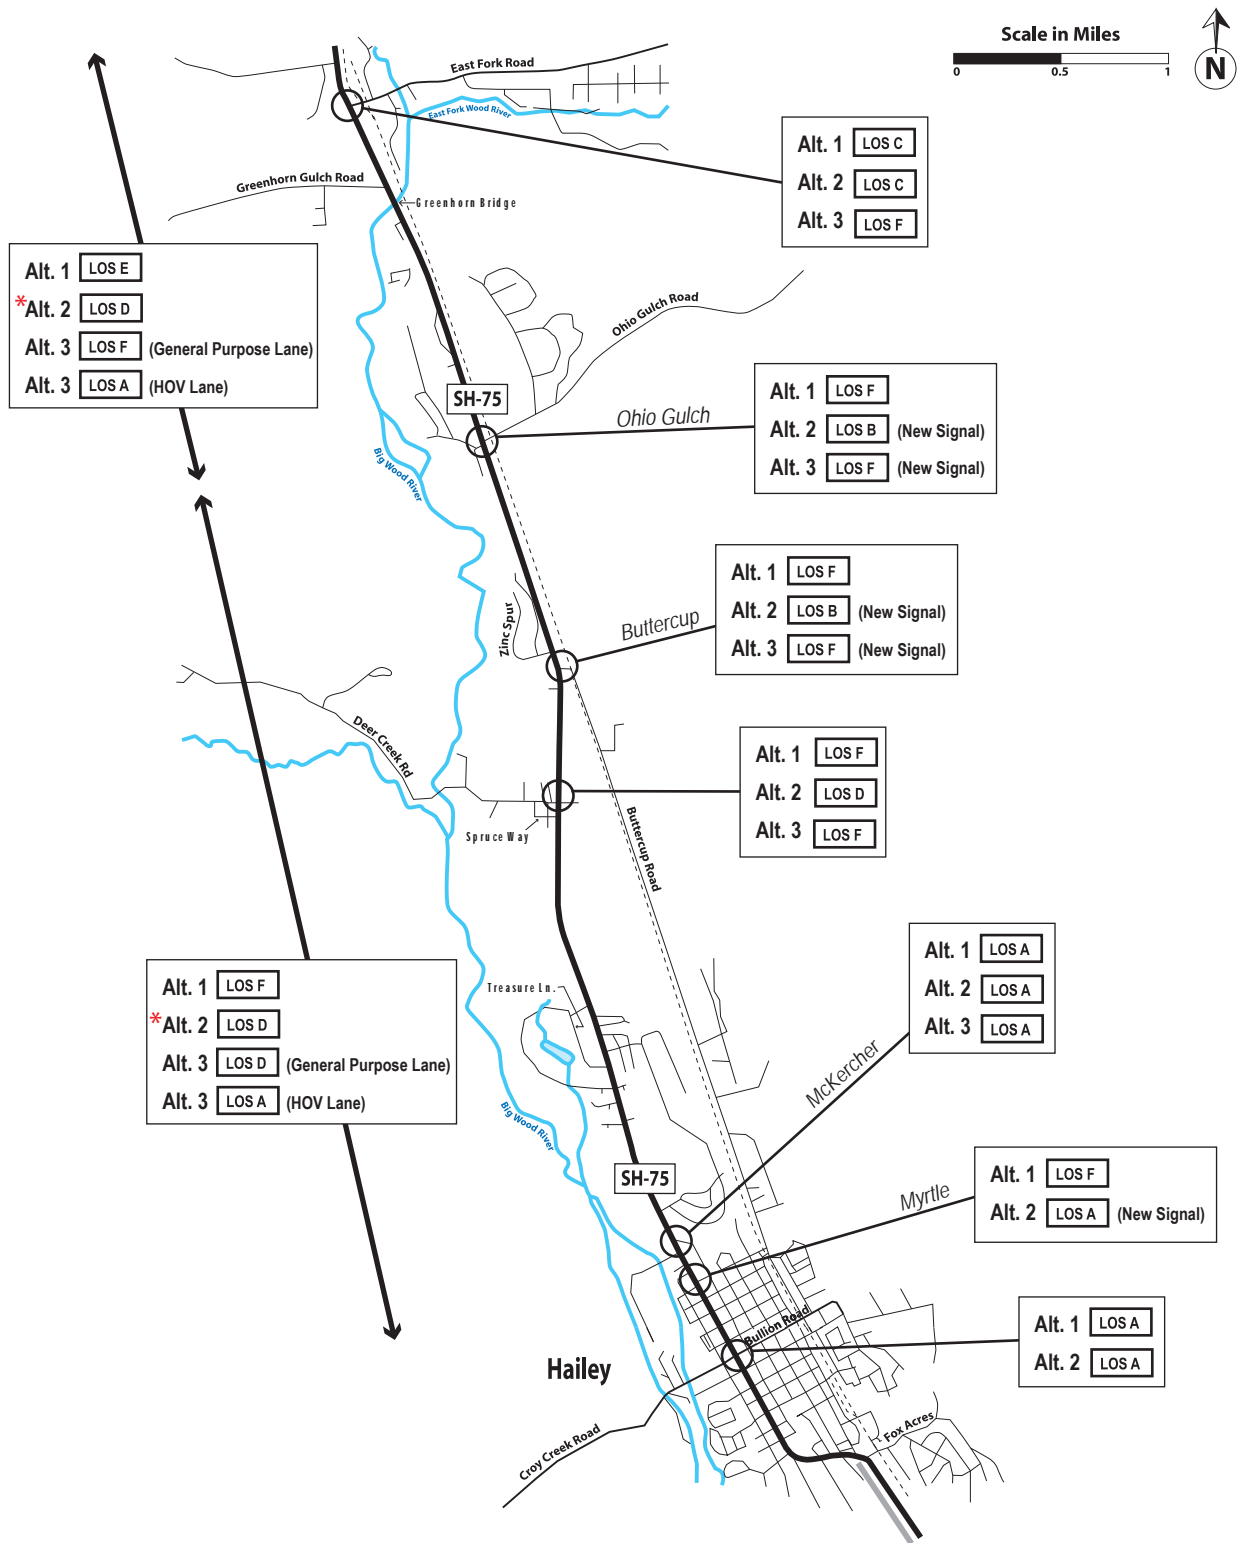 Scale in Miles
0 0.5 1
N
East Fork Road
East Fork Wood River
Alt. 1 LOS C
Alt. 2 LOS C
Alt. 3 LOS F
Greenhorn Gulch Road
Greenhorn Bridge
Alt. 1 LOS E
*Alt. 2 LOS D
Alt. 3 LOS F (General Purpose Lane)
Alt. 3 LOS A (HOV Lane)
Ohio Gulch Road
SH-75
Ohio Gulch
Alt. 1 LOS F
Alt. 2 LOS B (New Signal)
Alt. 3 LOS F (New Signal)
Big Wood River
Zinc Spur
Buttercup
Alt. 1 LOS F
Alt. 2 LOS B (New Signal)
Alt. 3 LOS F (New Signal)
Deer Creek Rd
Spruce Way
Alt. 1 LOS F
Alt. 2 LOS D
Alt. 3 LOS F
Buttercup Road
Treasure Ln.
Alt. 1 LOS F
*Alt. 2 LOS D
Alt. 3 LOS D (General Purpose Lane)
Alt. 3 LOS A (HOV Lane)
Big Wood River
McKercher
Alt. 1 LOS A
Alt. 2 LOS A
Alt. 3 LOS A
SH-75
Myrtle
Alt. 1 LOS F
Alt. 2 LOS A (New Signal)
Bullion Road
Alt. 1 LOS A
Alt. 2 LOS A
Hailey
Croy Creek Road
Fox Acres